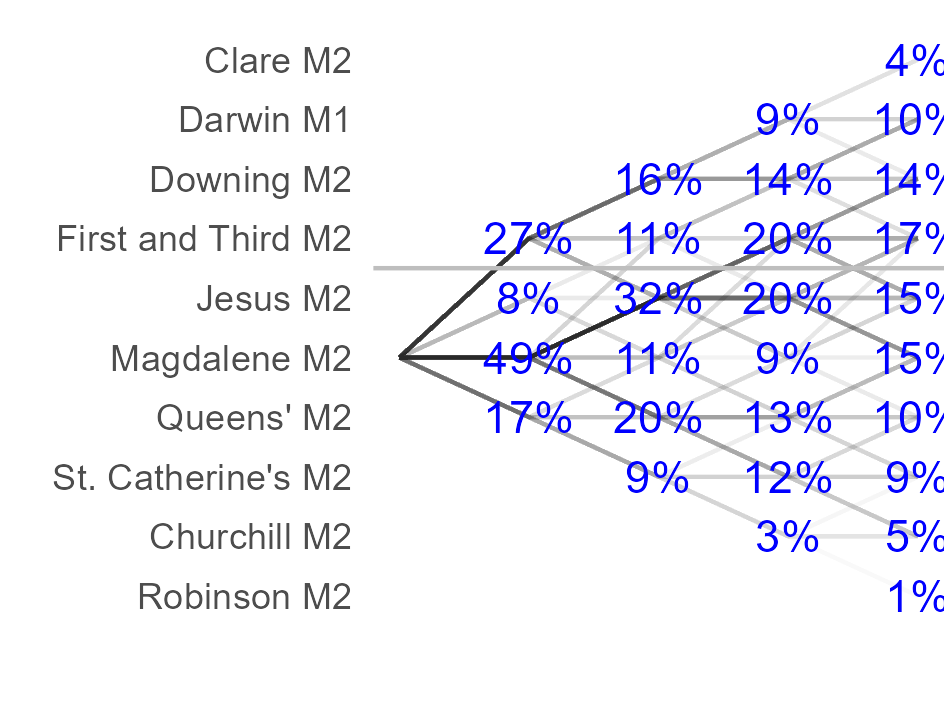 Clare M2 4%
Darwin M1 9% 10%
Downing M2 16% 14% 14%
First and Third M2 27% 11% 20% 17%
Jesus M2 8% 32% 20% 15%
Magdalene M2 49% 11% 9% 15%
Queens' M2 17% 20% 13% 10%
St. Catherine's M2 9% 12% 9%
Churchill M2 3% 5%
Robinson M2 1%